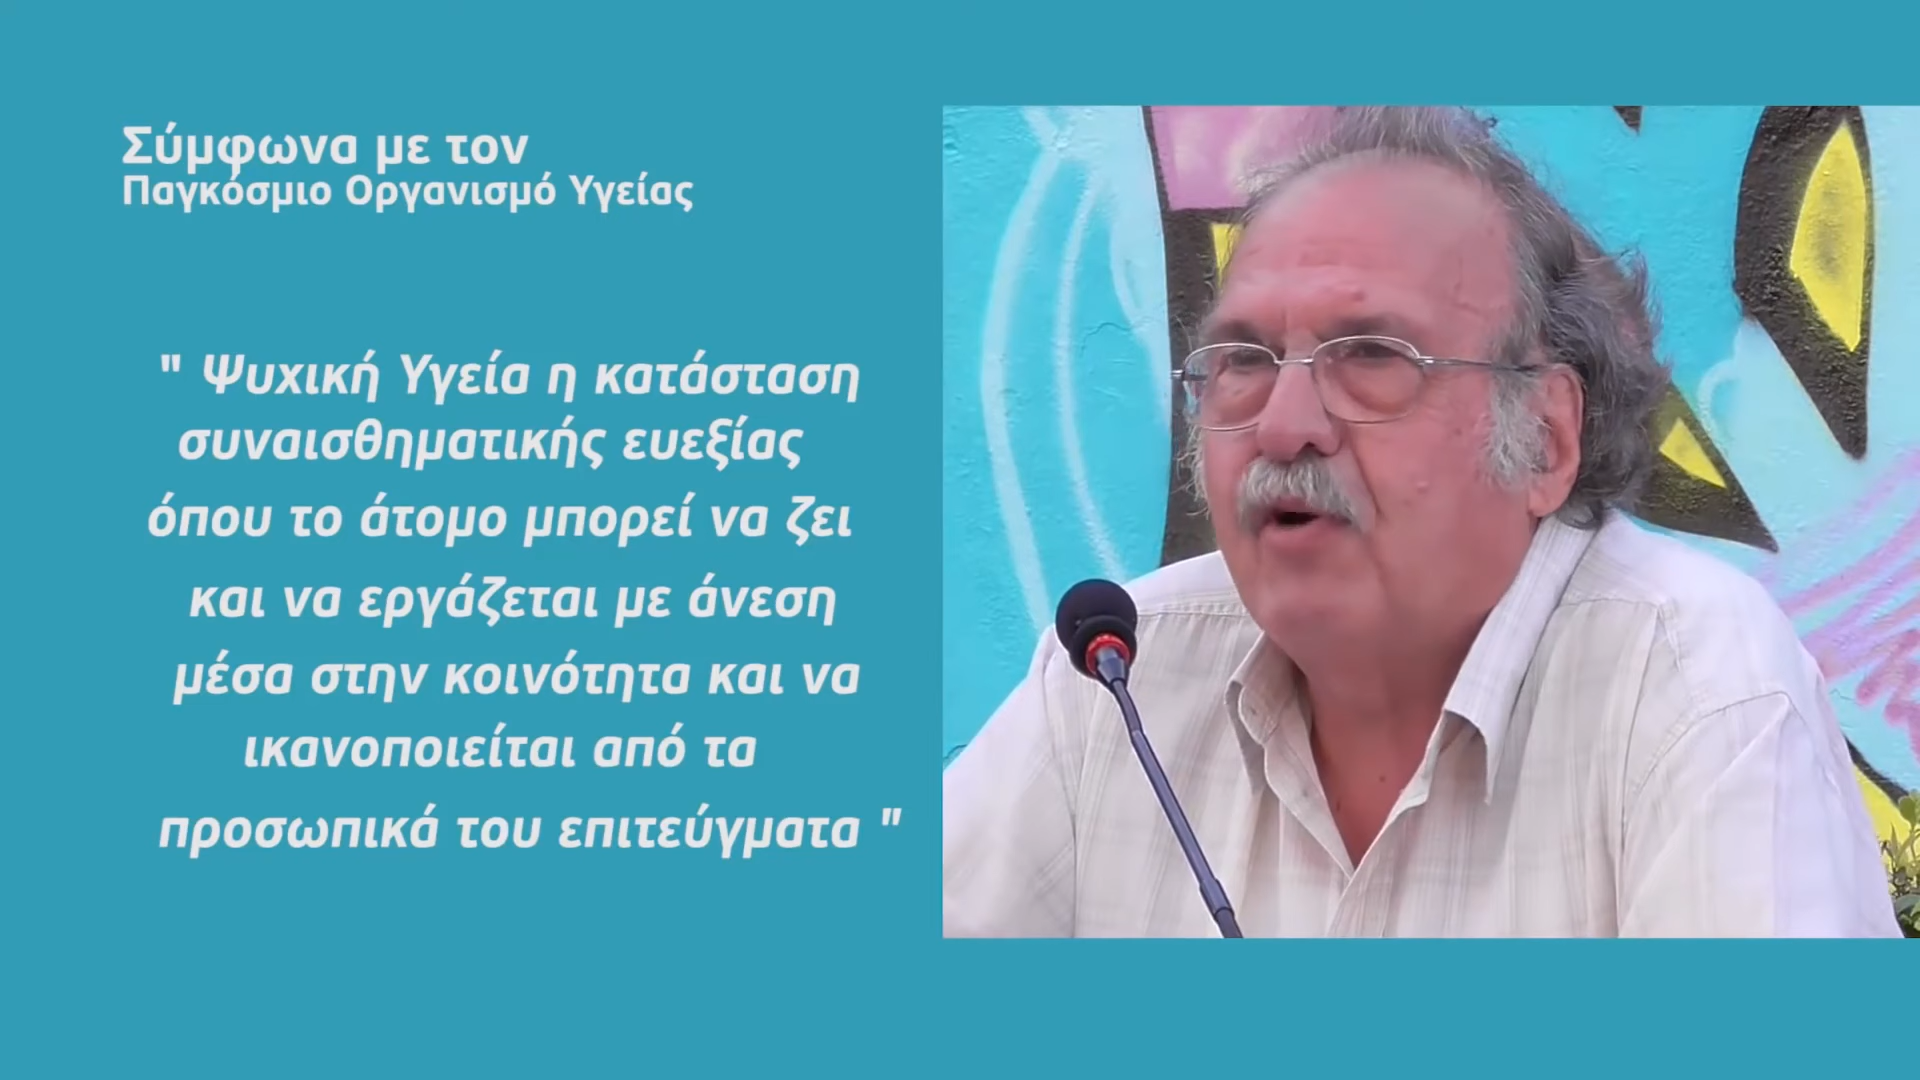 Σύμφωνα με τον
Παγκόσμιο Οργανισμό Υγείας
" Ψυχική Υγεία η κατάσταση
συναισθηματικής ευεξίας
όπου το άτομο μπορεί να ζει
και να εργάζεται με άνεση
μέσα στην κοινότητα και να
ικανοποιείται από τα
προσωπικά του επιτεύγματα "